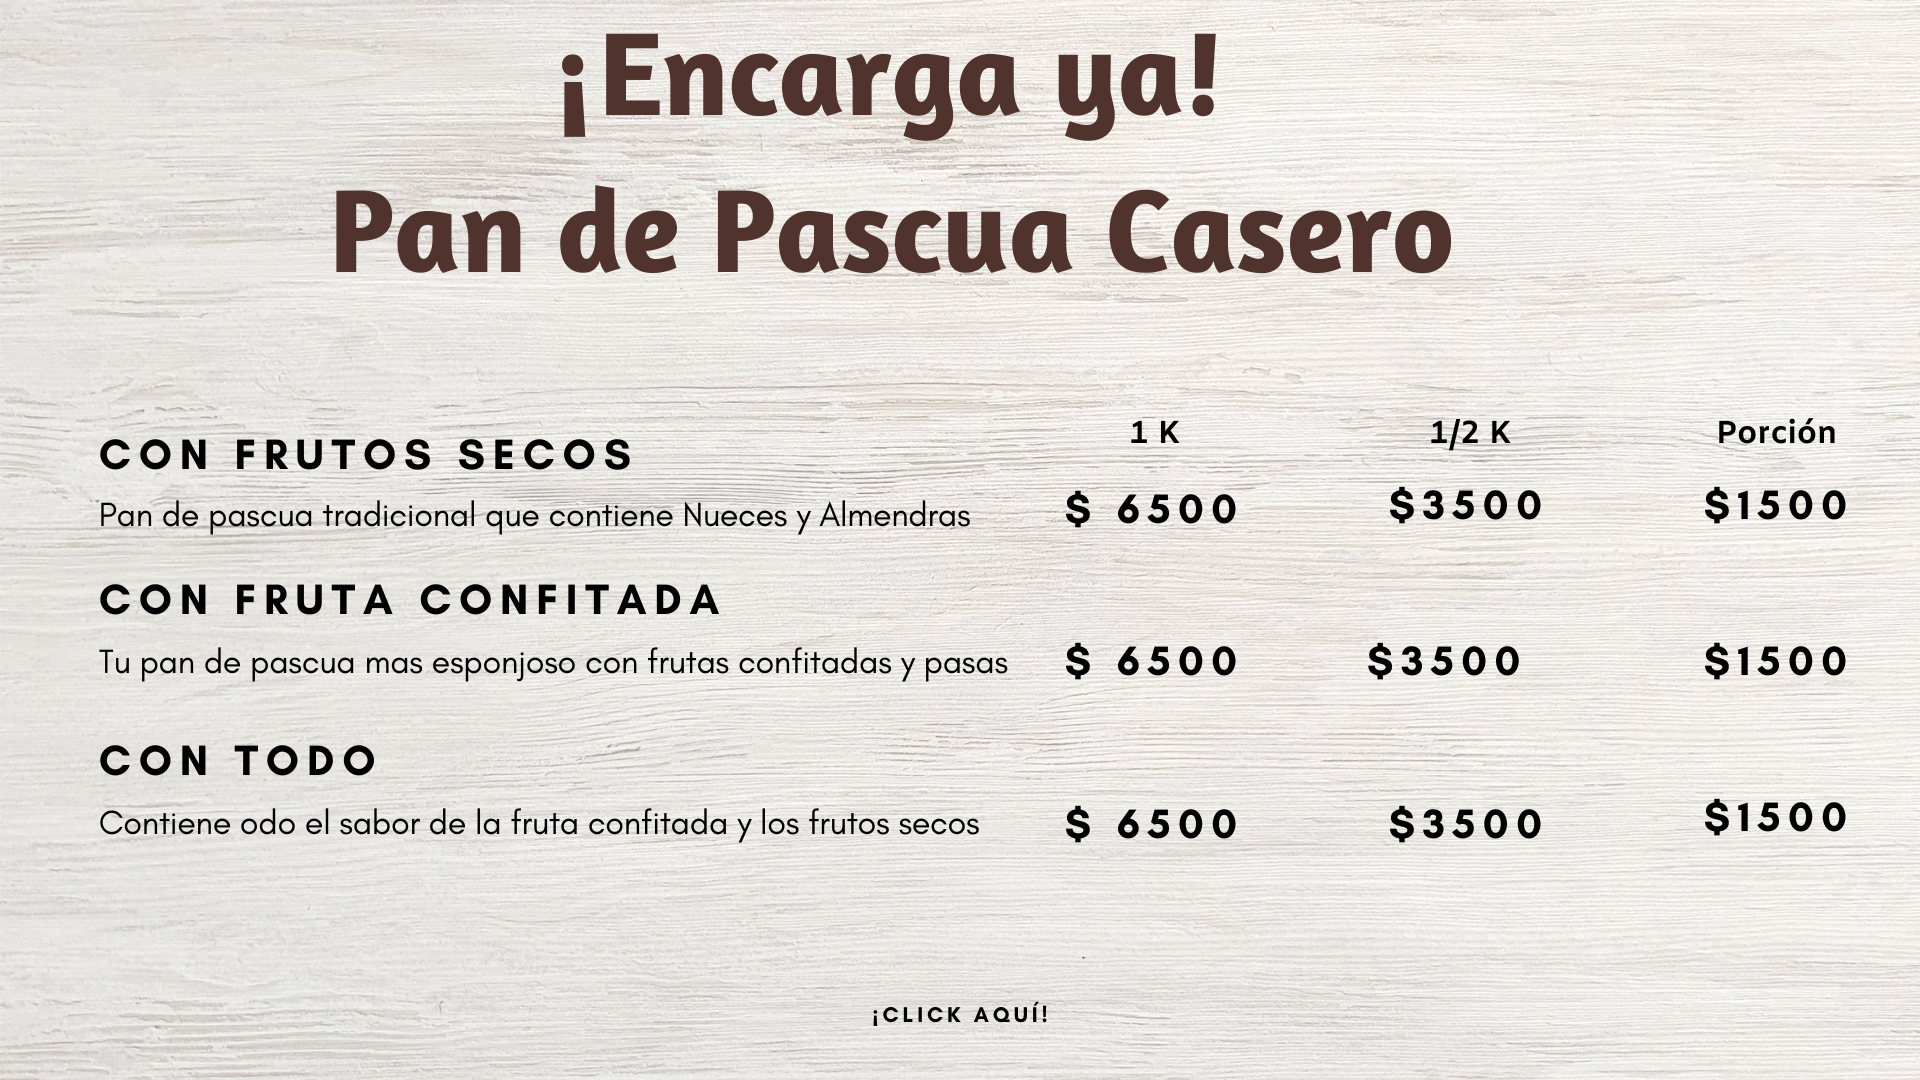 ¡Encarga ya!
Pan de Pascua Casero
1 K 1/2 K Porción
CON FRUTOS SECOS
Pan de pascua tradicional que contiene Nueces y Almendras $ 6500 $3500 $1500
CON FRUTA CONFITADA
Tu pan de pascua mas esponjoso con frutas confitadas y pasas $ 6500 $3500 $1500
CON TODO
Contiene odo el sabor de la fruta confitada y los frutos secos $ 6500 $3500 $1500
¡CLICK AQUÍ!